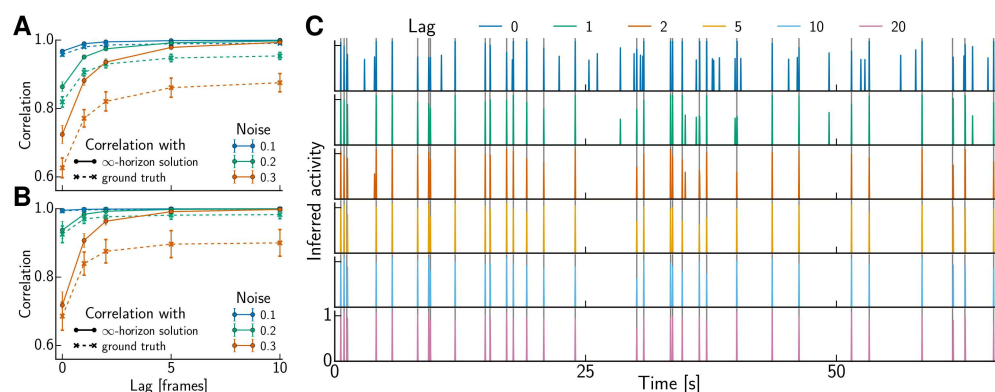 A
1.0
0.8
0.6
Correlation
Correlation with
∞-horizon solution
ground truth
Noise
0.1
0.2
0.3
B
1.0
0.8
0.6
Correlation
Correlation with
∞-horizon solution
ground truth
Noise
0.1
0.2
0.3
0 5 10
Lag [frames]
C
Lag 0 1 2 5 10 20
Inferred activity
1
0
0 25 50
Time [s]